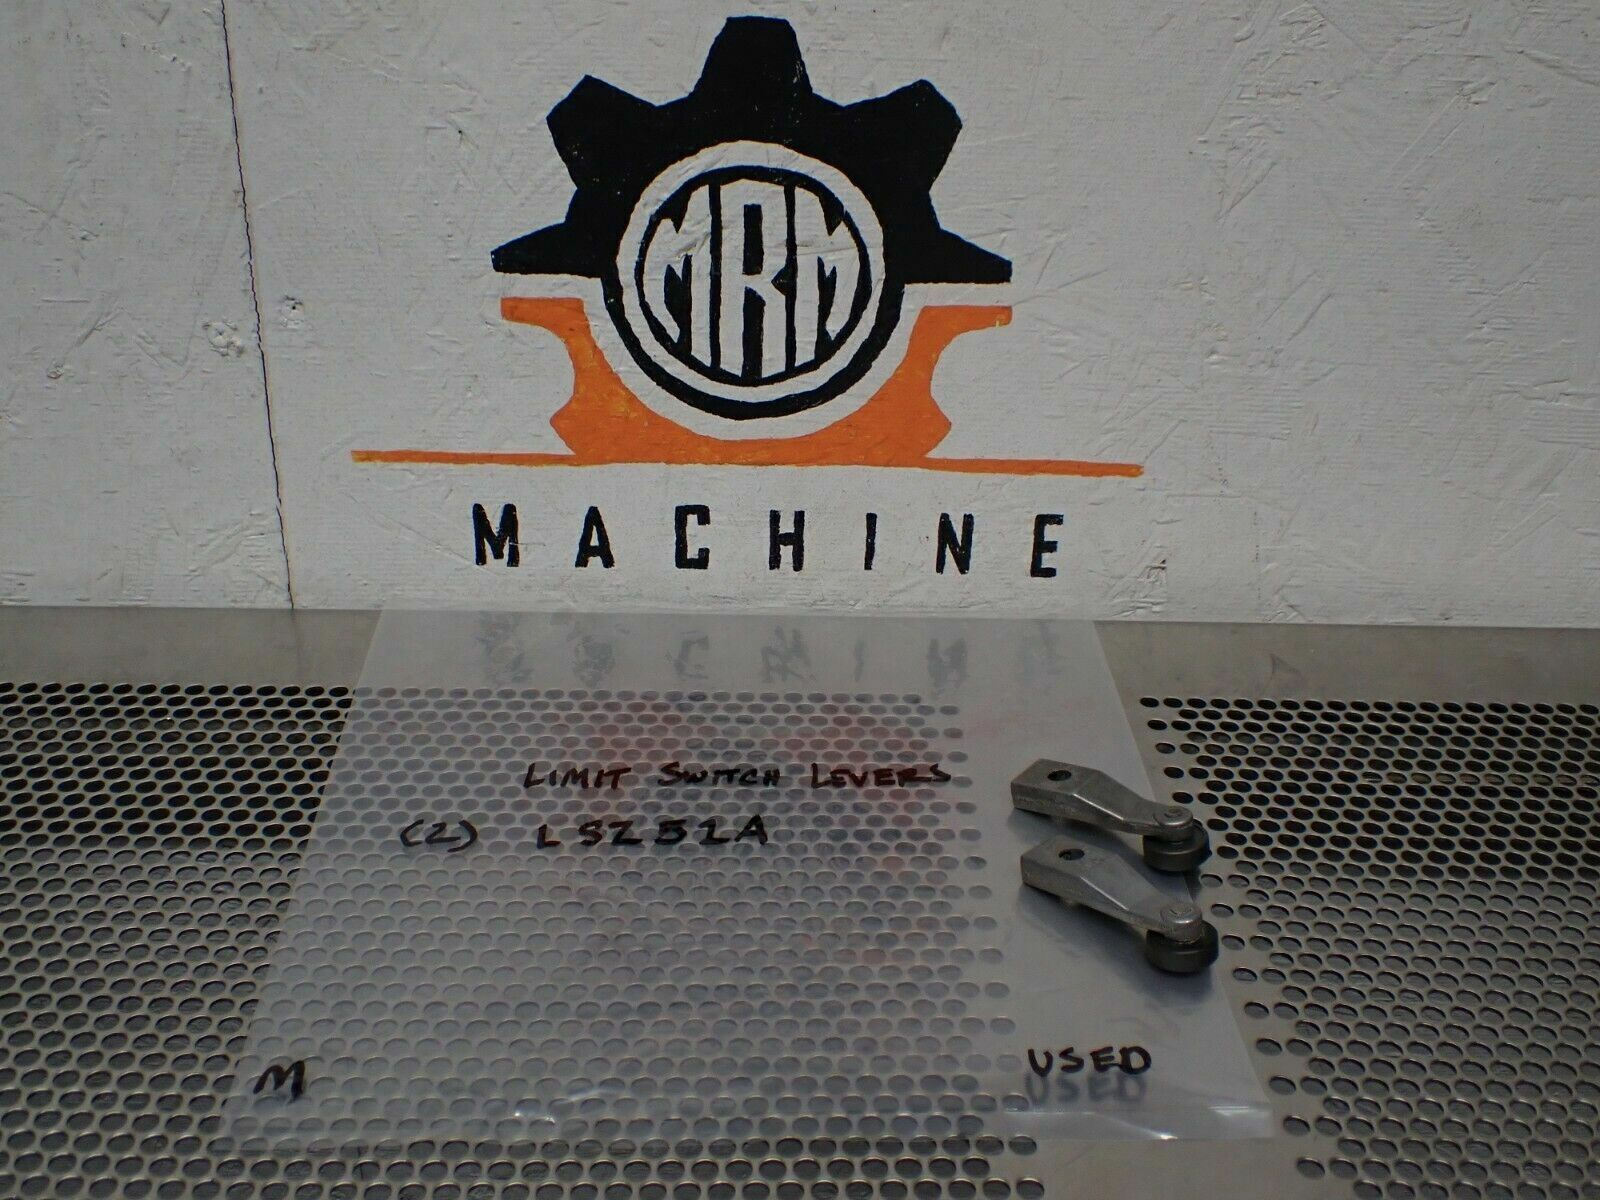 MRM
MACHINE
LIMIT SWITCH LEVERS
(2) LSZ52A
M
USED